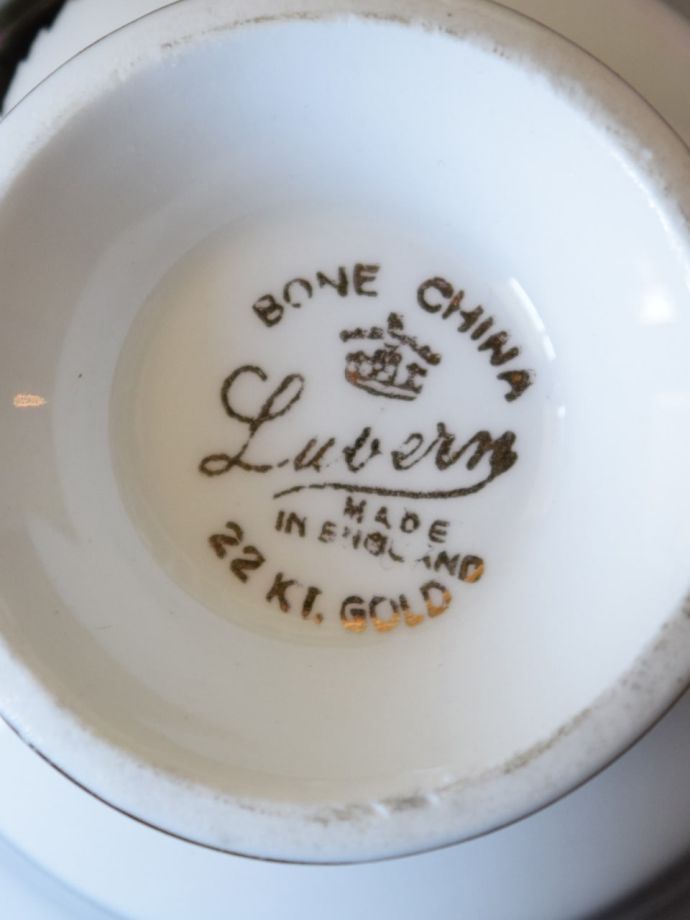 BONE CHINA
Luvern
MADE
IN ENGLAND
22 KT. GOLD